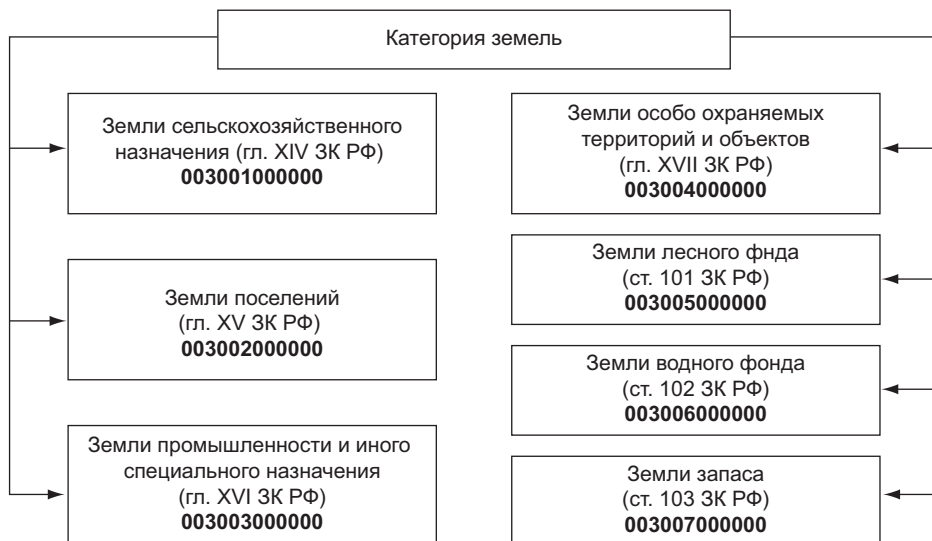 Категория земель
Земли сельскохозяйственного
назначения (гл. XIV ЗК РФ)
003001000000
Земли поселений
(гл. XV ЗК РФ)
003002000000
Земли промышленности и иного
специального назначения
(гл. XVI ЗК РФ)
003003000000
Земли особо охраняемых
территорий и объектов
(гл. XVII ЗК РФ)
003004000000
Земли лесного фнда
(ст. 101 ЗК РФ)
003005000000
Земли водного фонда
(ст. 102 ЗК РФ)
003006000000
Земли запаса
(ст. 103 ЗК РФ)
003007000000